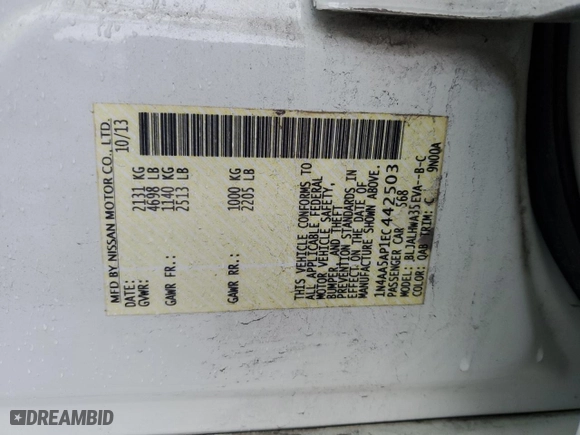 MFD BY NISSAN MOTOR CO., LTD.
DATE: 10/13
GVWR: 2131 KG
4698 LB
GAWR FR.: 1140 KG
2513 LB
GAWR RR.: 1000 KG
2205 LB
THIS VEHICLE CONFORMS TO
ALL APPLICABLE FEDERAL
MOTOR VEHICLE SAFETY,
BUMPER, AND THEFT
PREVENTION STANDARDS IN
EFFECT ON THE DATE OF
MANUFACTURE SHOWN ABOVE.
1N4AA5AP1EC442503
PASSENGER CAR 568
MODEL: BLJALHWA35EVA--B-C
COLOR: QAB TRIM: C 9N00A
DREAMBID